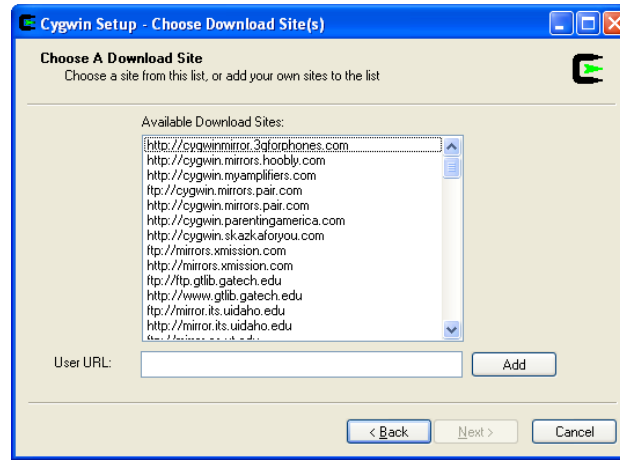 Cygwin Setup - Choose Download Site(s)
Choose A Download Site
Choose a site from this list, or add your own sites to the list
Available Download Sites:
http://cygwinmirror.3gforphones.com
http://cygwin.mirrors.hoobly.com
http://cygwin.myamplifiers.com
ftp://cygwin.mirrors.pair.com
http://cygwin.mirrors.pair.com
http://cygwin.parentingamerica.com
http://cygwin.skazkaforyou.com
ftp://mirrors.xmission.com
http://mirrors.xmission.com
ftp://ftp.gtlib.gatech.edu
http://www.gtlib.gatech.edu
ftp://mirror.its.uidaho.edu
http://mirror.its.uidaho.edu
User URL:
Add
< Back
Next >
Cancel